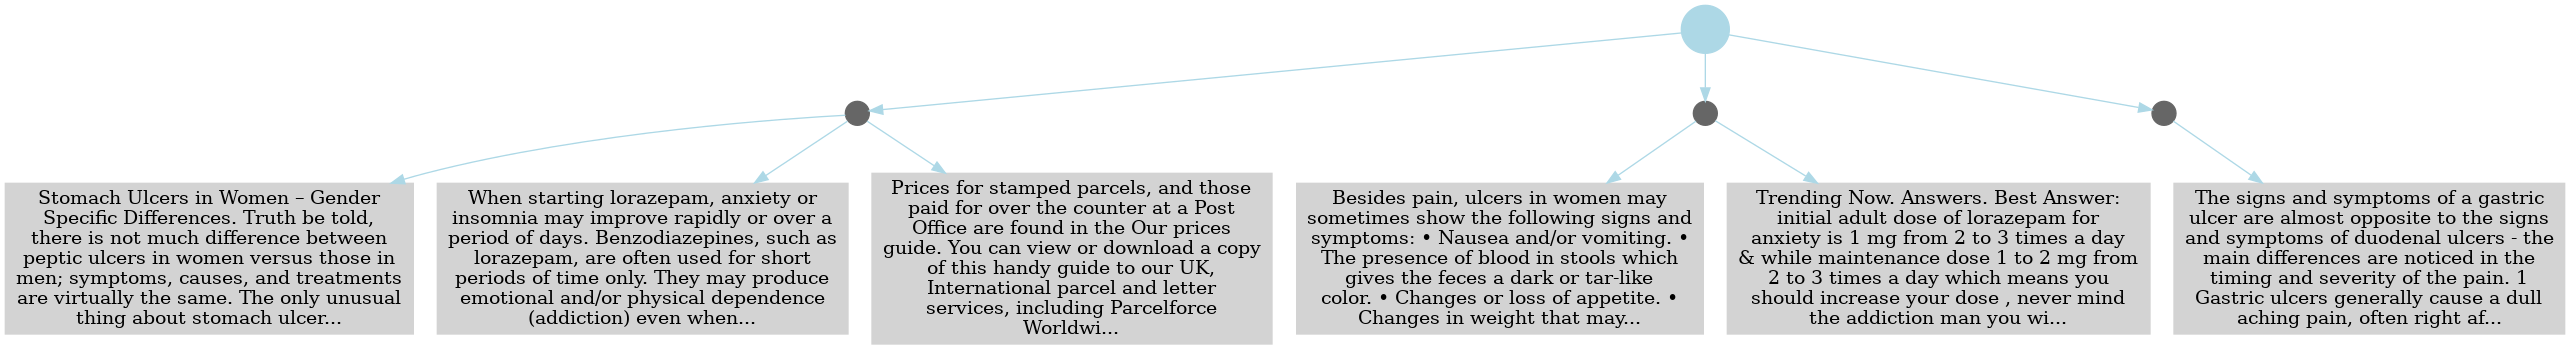 Stomach Ulcers in Women – Gender
Specific Differences. Truth be told,
there is not much difference between
peptic ulcers in women versus those in
men; symptoms, causes, and treatments
are virtually the same. The only unusual
thing about stomach ulcer...
When starting lorazepam, anxiety or
insomnia may improve rapidly or over a
period of days. Benzodiazepines, such as
lorazepam, are often used for short
periods of time only. They may produce
emotional and/or physical dependence
(addiction) even when...
Prices for stamped parcels, and those
paid for over the counter at a Post
Office are found in the Our prices
guide. You can view or download a copy
of this handy guide to our UK,
International parcel and letter
services, including Parcelforce
Worldwi...
Besides pain, ulcers in women may
sometimes show the following signs and
symptoms: • Nausea and/or vomiting. •
The presence of blood in stools which
gives the feces a dark or tar-like
color. • Changes or loss of appetite. •
Changes in weight that may...
Trending Now. Answers. Best Answer:
initial adult dose of lorazepam for
anxiety is 1 mg from 2 to 3 times a day
& while maintenance dose 1 to 2 mg from
2 to 3 times a day which means you
should increase your dose , never mind
the addiction man you wi...
The signs and symptoms of a gastric
ulcer are almost opposite to the signs
and symptoms of duodenal ulcers - the
main differences are noticed in the
timing and severity of the pain. 1
Gastric ulcers generally cause a dull
aching pain, often right af...